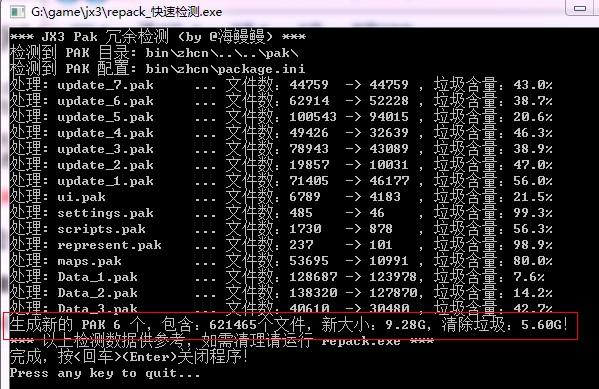 G:\game\jx3\repack_快速检测.exe
*** JX3 Pak 冗余检测 (by @海鳗鳗) ***
检测到 PAK 目录: bin\zhcn\..\..\pak\
检测到 PAK 配置: bin\zhcn\package.ini
处理: update_7.pak ... 文件数: 44759 -> 44759 , 垃圾含量: 43.0%
处理: update_6.pak ... 文件数: 62914 -> 52228 , 垃圾含量: 38.7%
处理: update_5.pak ... 文件数: 100543 -> 94015 , 垃圾含量: 20.6%
处理: update_4.pak ... 文件数: 49426 -> 32639 , 垃圾含量: 46.3%
处理: update_3.pak ... 文件数: 78943 -> 43089 , 垃圾含量: 38.9%
处理: update_2.pak ... 文件数: 19857 -> 10031 , 垃圾含量: 47.0%
处理: update_1.pak ... 文件数: 71405 -> 46177 , 垃圾含量: 56.0%
处理: ui.pak ... 文件数: 6789 -> 4183 , 垃圾含量: 21.5%
处理: settings.pak ... 文件数: 485 -> 46 , 垃圾含量: 99.3%
处理: scripts.pak ... 文件数: 1730 -> 878 , 垃圾含量: 56.3%
处理: represent.pak ... 文件数: 237 -> 101 , 垃圾含量: 98.9%
处理: maps.pak ... 文件数: 53695 -> 10991 , 垃圾含量: 80.0%
处理: Data_1.pak ... 文件数: 128687 -> 123978, 垃圾含量: 7.6%
处理: Data_2.pak ... 文件数: 138320 -> 127870, 垃圾含量: 14.2%
处理: Data_3.pak ... 文件数: 40610 -> 30480 , 垃圾含量: 42.7%
生成新的 PAK 6 个, 包含: 621465个文件, 新大小: 9.28G, 清除垃圾: 5.60G!
*** 以上检测数据供参考, 如需清理请运行 repack.exe ***
完成, 按<回车><Enter>关闭程序!
Press any key to quit...